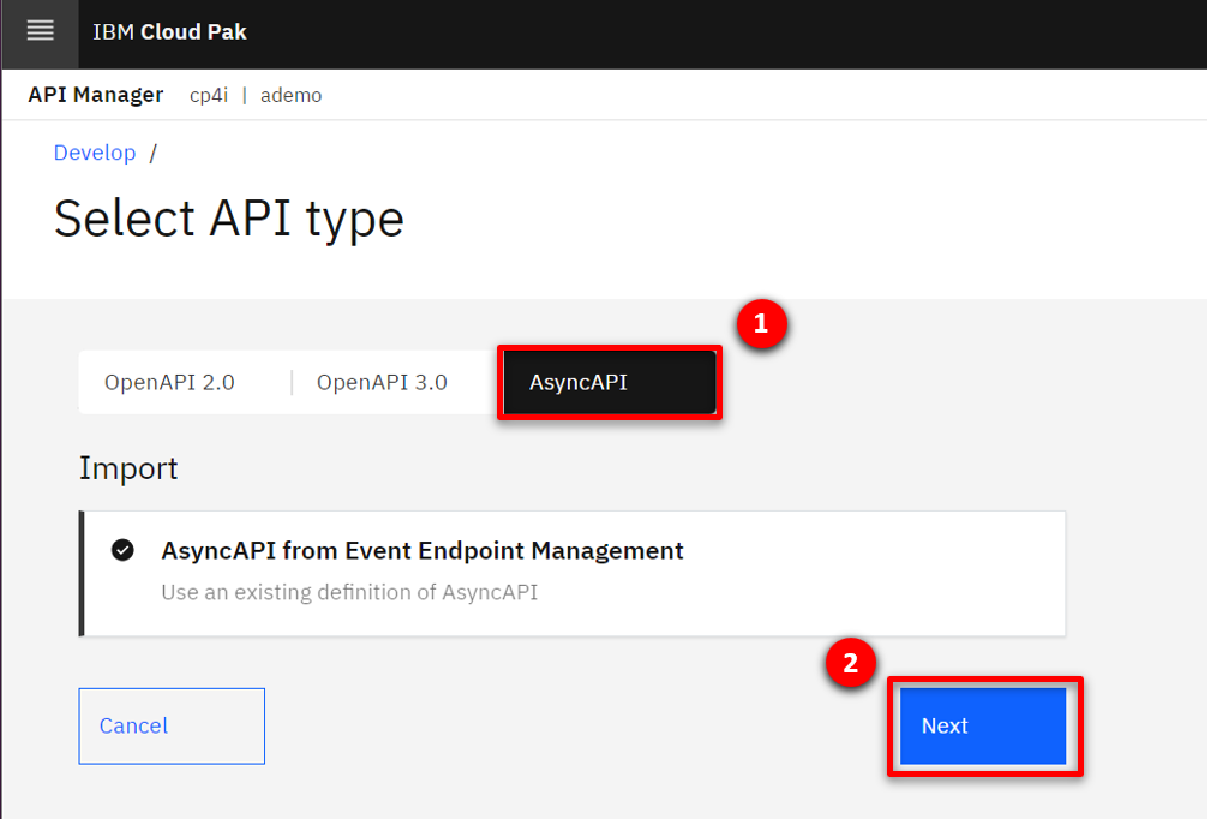 IBM Cloud Pak
API Manager cp4i | ademo
Develop /
Select API type
1
OpenAPI 2.0 | OpenAPI 3.0 AsyncAPI
Import
AsyncAPI from Event Endpoint Management
Use an existing definition of AsyncAPI
2
Cancel Next